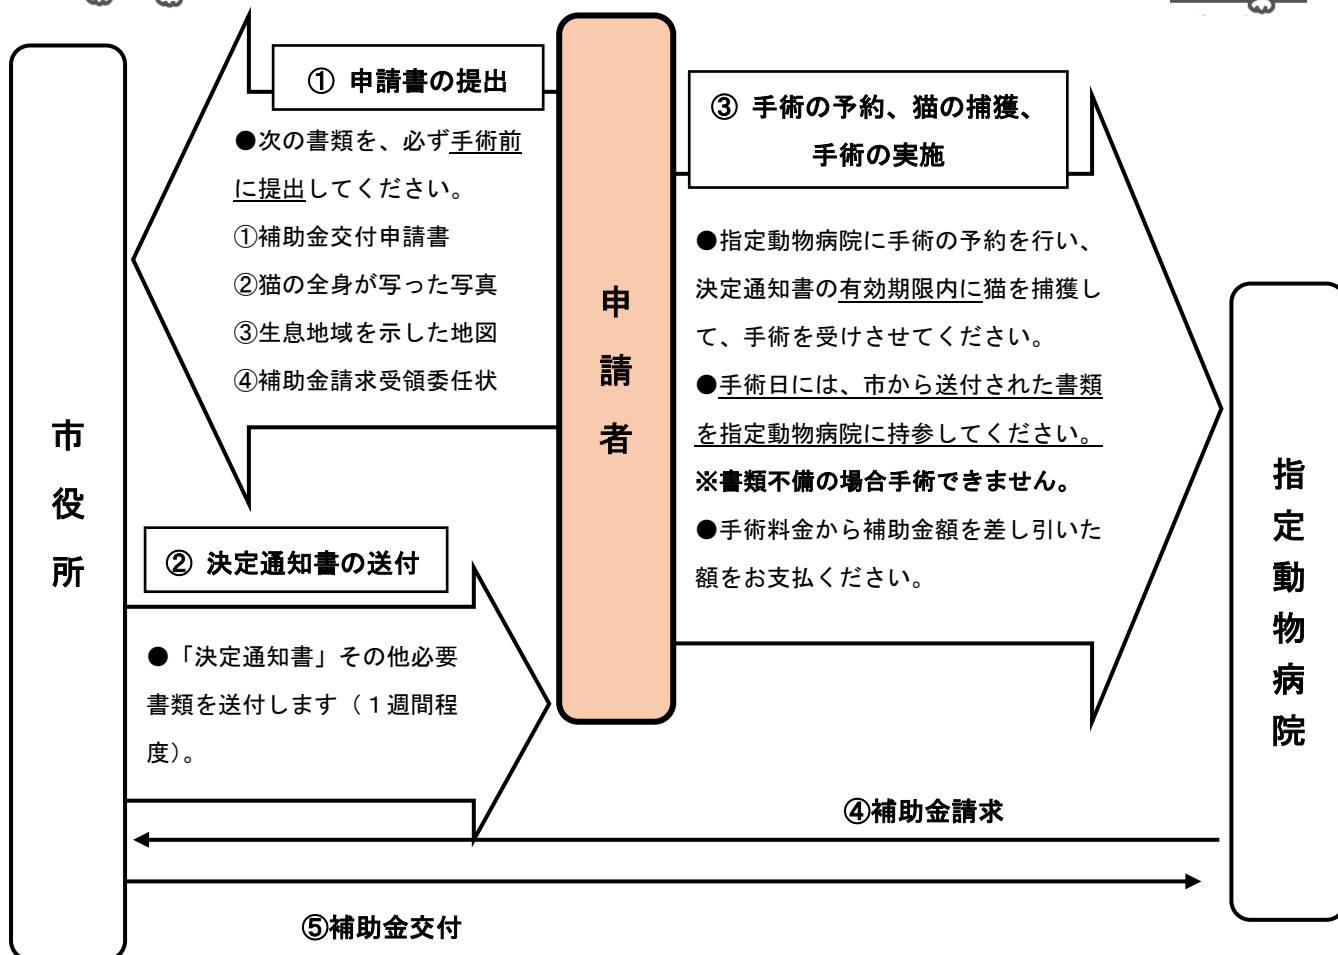 市役所
① 申請書の提出
●次の書類を、必ず手術前
に提出してください。
①補助金交付申請書
②猫の全身が写った写真
③生息地域を示した地図
④補助金請求受領委任状
② 決定通知書の送付
●「決定通知書」その他必要
書類を送付します（１週間程
度）。
申請者
③ 手術の予約、猫の捕獲、
手術の実施
●指定動物病院に手術の予約を行い、
決定通知書の有効期限内に猫を捕獲し
て、手術を受けさせてください。
●手術日には、市から送付された書類
を指定動物病院に持参してください。
※書類不備の場合手術できません。
●手術料金から補助金額を差し引いた
額をお支払ください。
指定動物病院
④補助金請求
⑤補助金交付